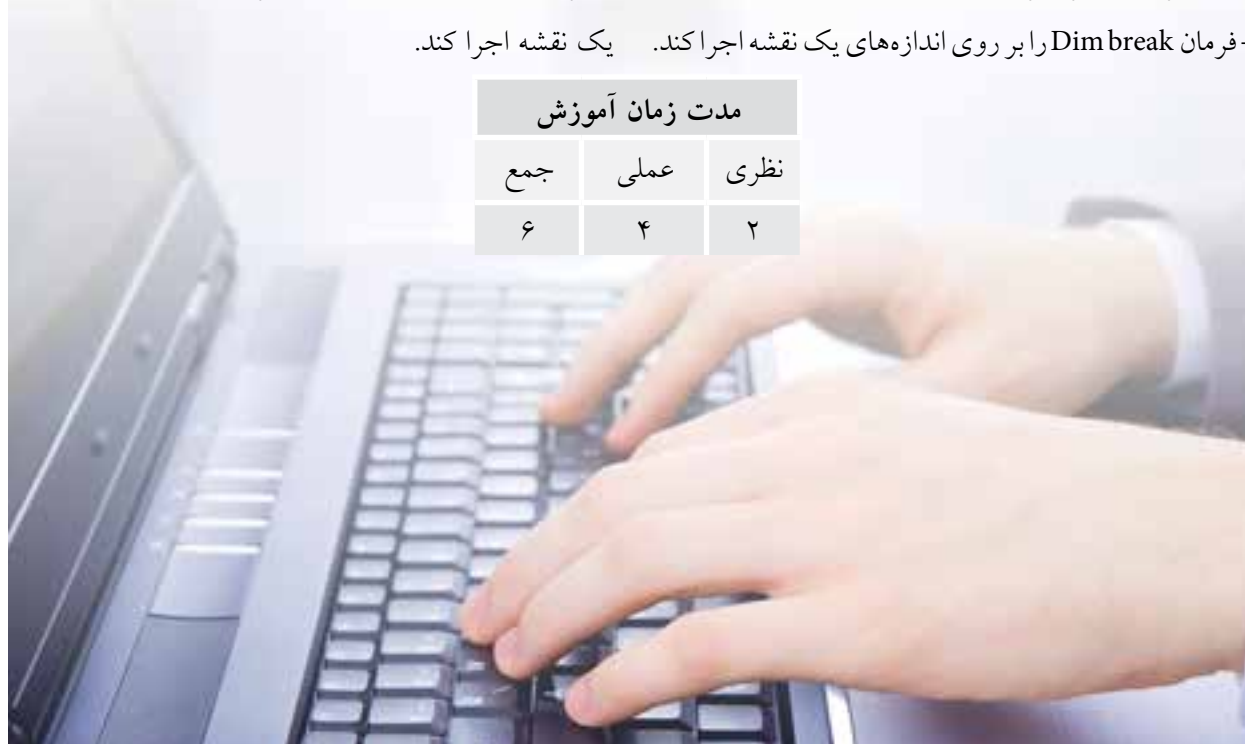 -فرمان Dim break را بر روی اندازه‌های یک نقشه اجرا کند. یک نقشه اجرا کند.
مدت زمان آموزش
نظری عملی جمع
۲ ۴ ۶